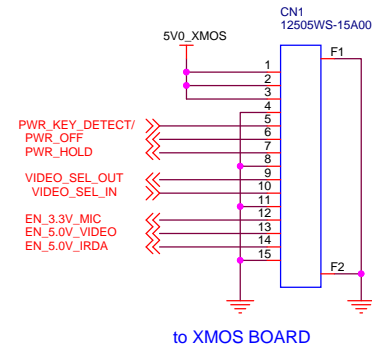 CN1
12505WS-15A00
5V0_XMOS
F1
1
2
3
4
PWR_KEY_DETECT/ 5
PWR_OFF 6
PWR_HOLD 7
8
VIDEO_SEL_OUT 9
VIDEO_SEL_IN 10
11
EN_3.3V_MIC 12
EN_5.0V_VIDEO 13
EN_5.0V_IRDA 14
15
F2
to XMOS BOARD